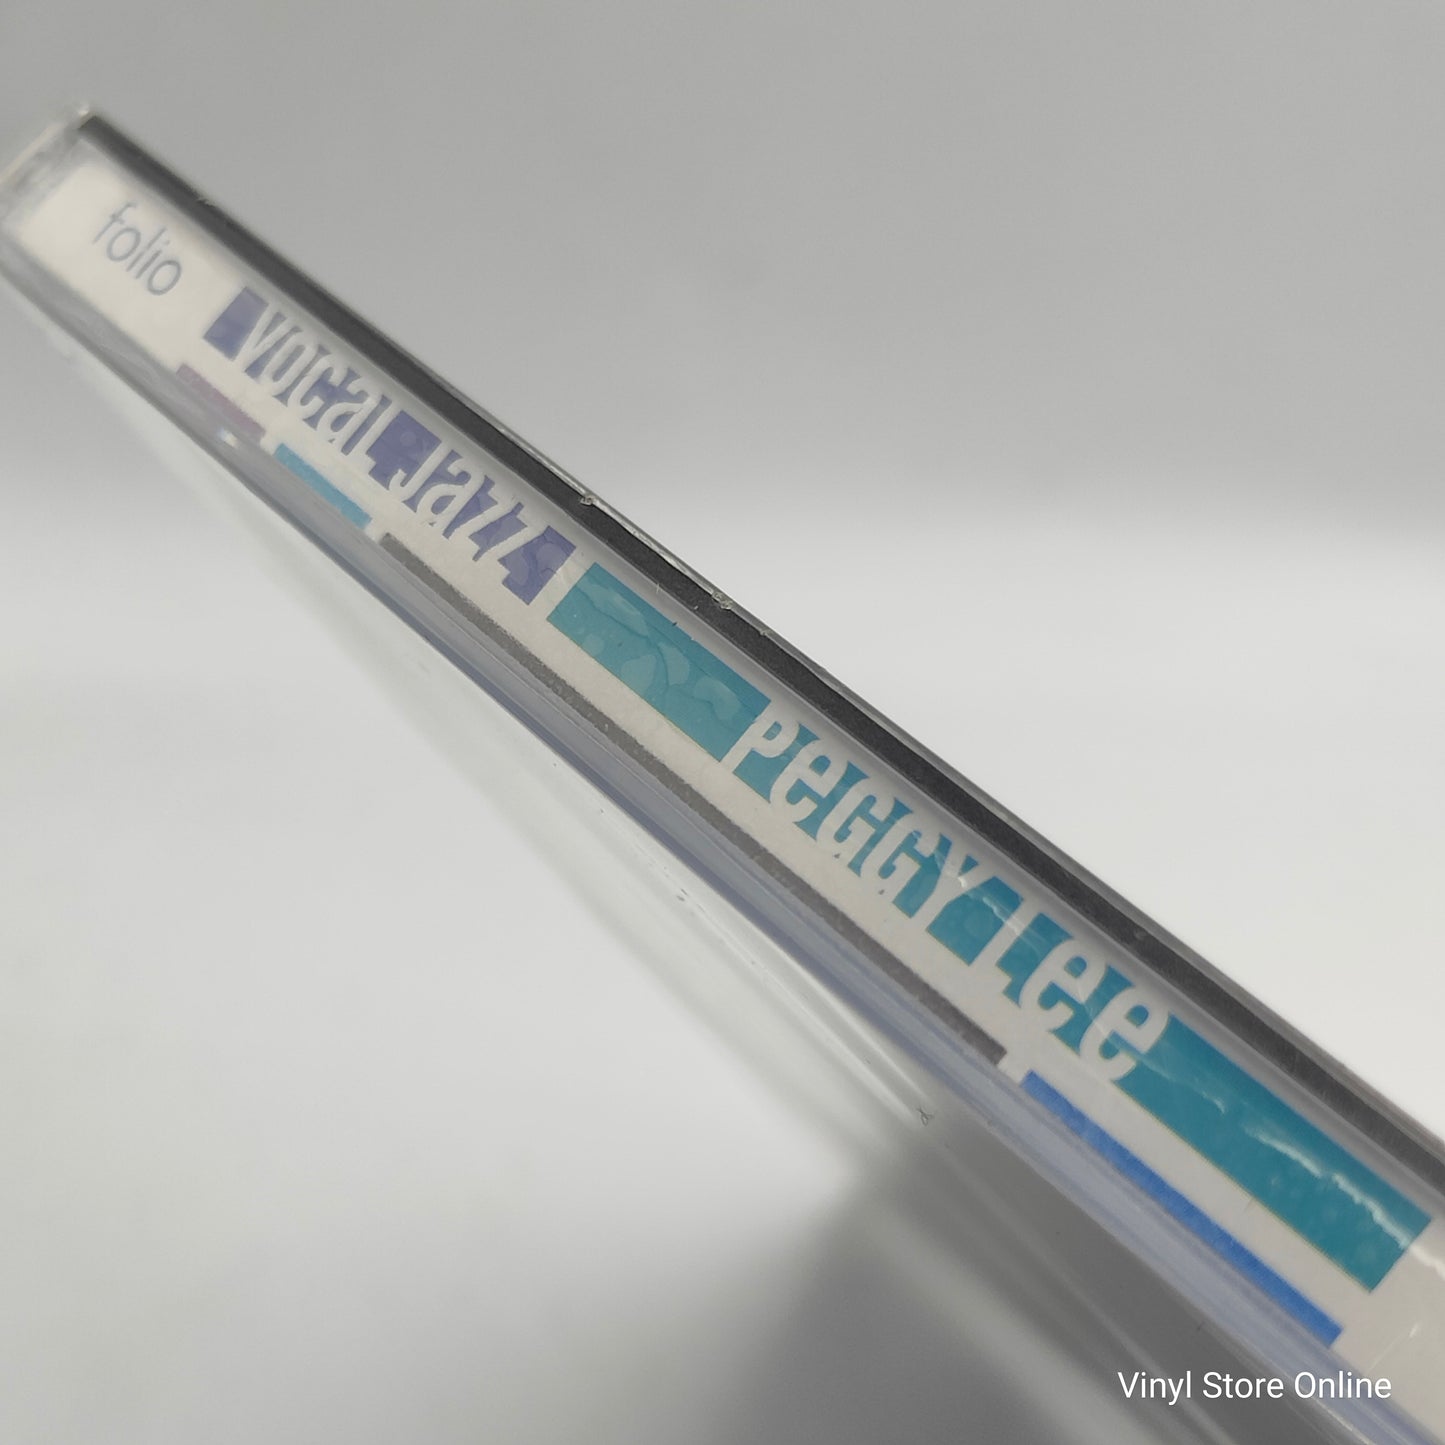 folio
Vocal Jazz
Peggy Lee
Vinyl Store Online